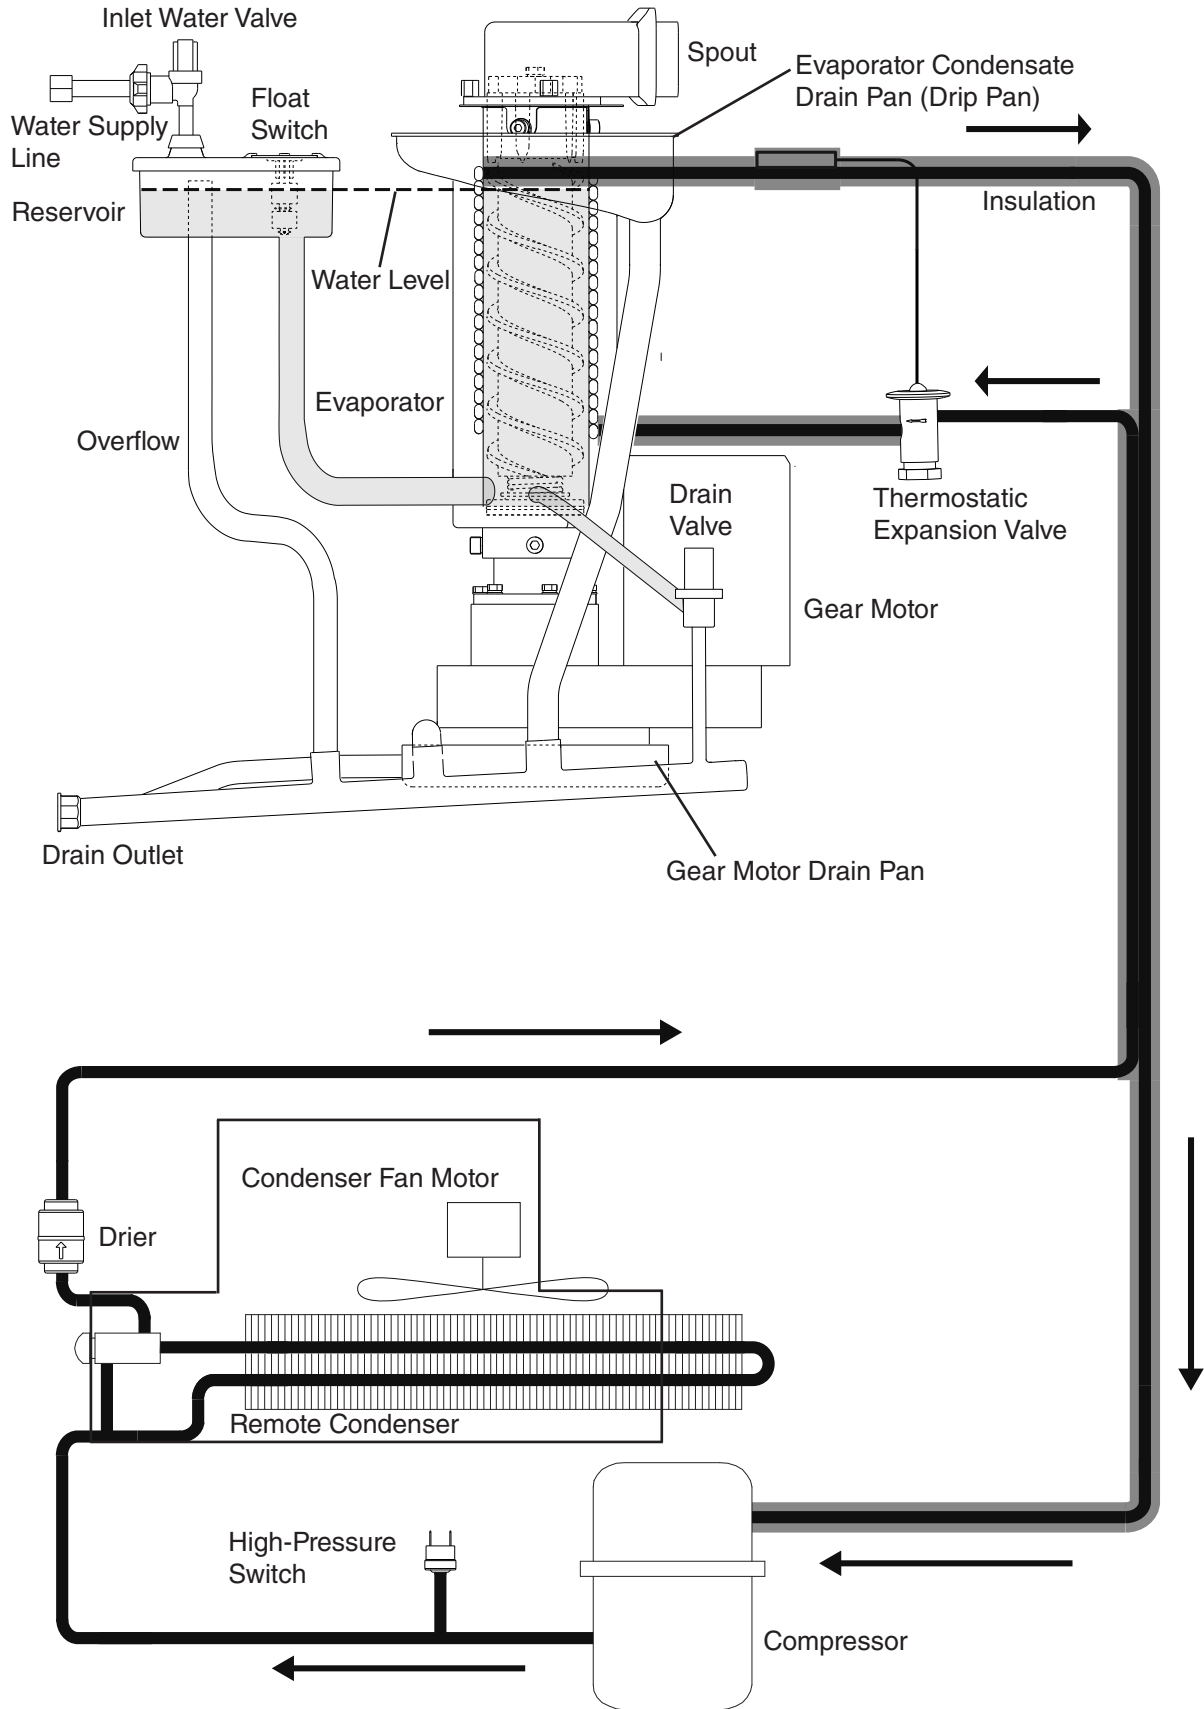 Inlet Water Valve
Spout
Evaporator Condensate
Drain Pan (Drip Pan)
Float
Switch
Water Supply
Line
Reservoir
Insulation
Water Level
Evaporator
Overflow
Drain
Valve
Thermostatic
Expansion Valve
Gear Motor
Drain Outlet
Gear Motor Drain Pan
Condenser Fan Motor
Drier
Remote Condenser
High-Pressure
Switch
Compressor